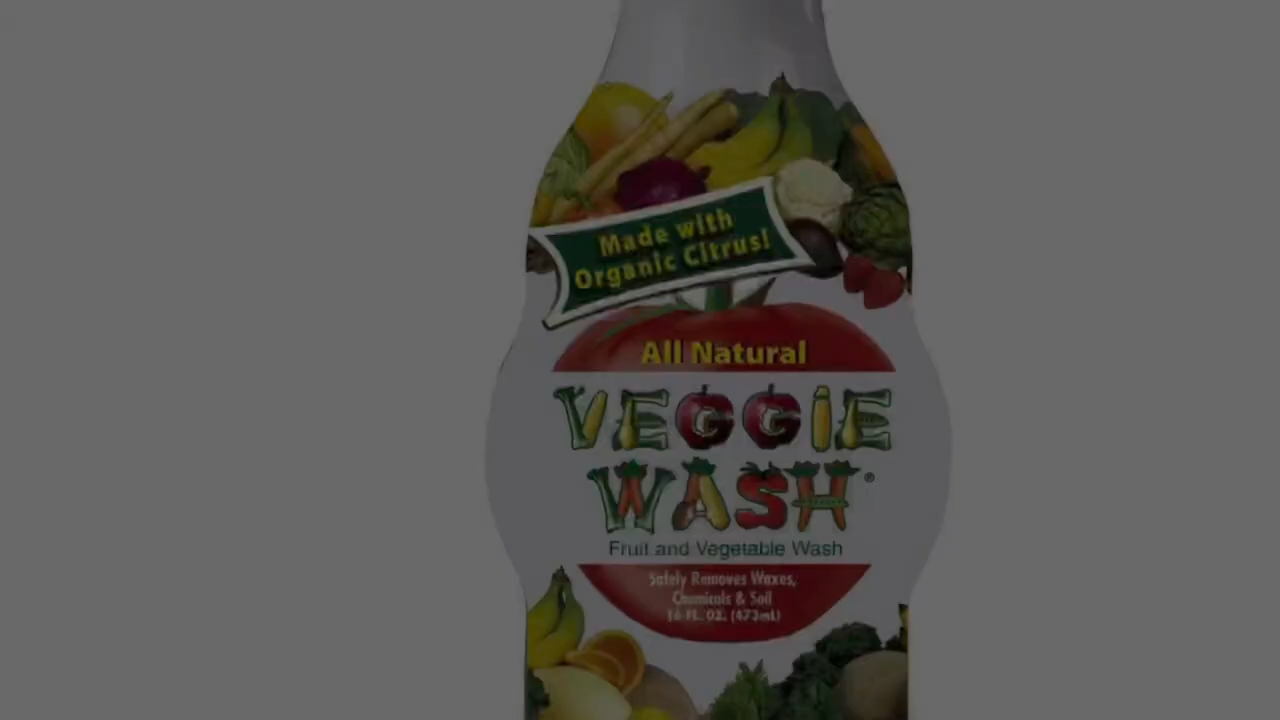 Made with
Organic Citrus!
All Natural
VEGGIE
WASH®
Fruit and Vegetable Wash
Safely Removes Waxes,
Chemicals & Soil
16 FL. OZ. (473mL)